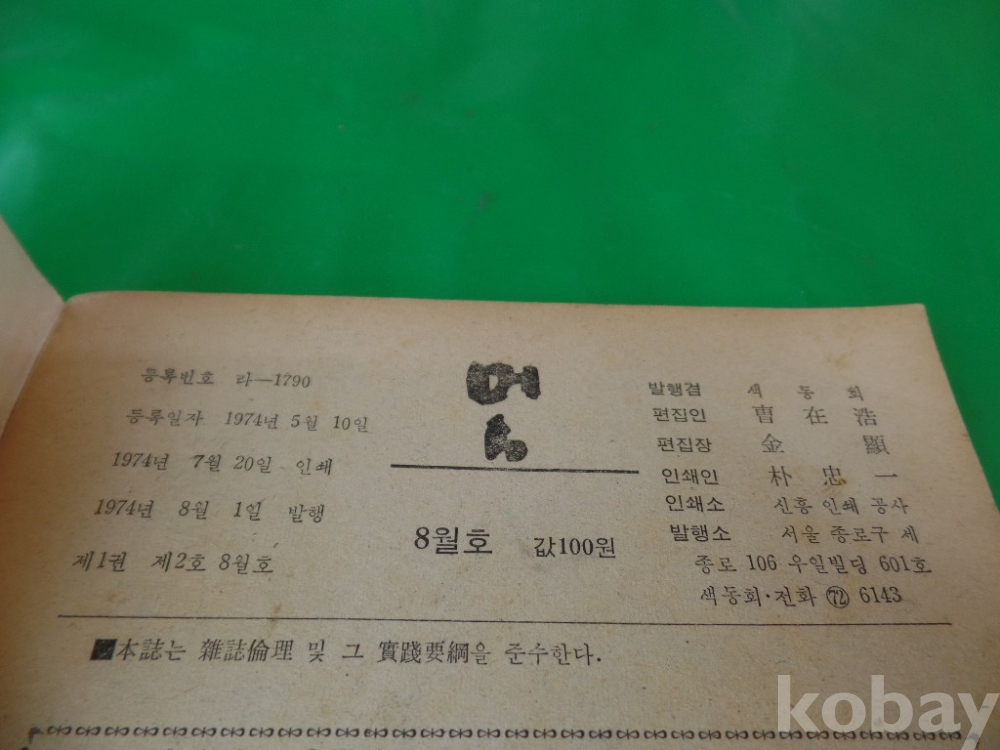 등록번호 라—1790
등록일자 1974년 5월 10일
1974년 7월 20일 인쇄
1974년 8월 1일 발행
제1권 제2호 8월호
8월호 값100원
발행겸 색동회
편집인 曺在浩
편집장 金顯
인쇄인 朴忠一
인쇄소 신흥 인쇄 공사
발행소 서울 종로구 세
종로 106 우일빌딩 601호
색동회·전화 ㉒ 6143
■本誌는 雜誌倫理 및 그 實踐要綱을 준수한다.
kobay